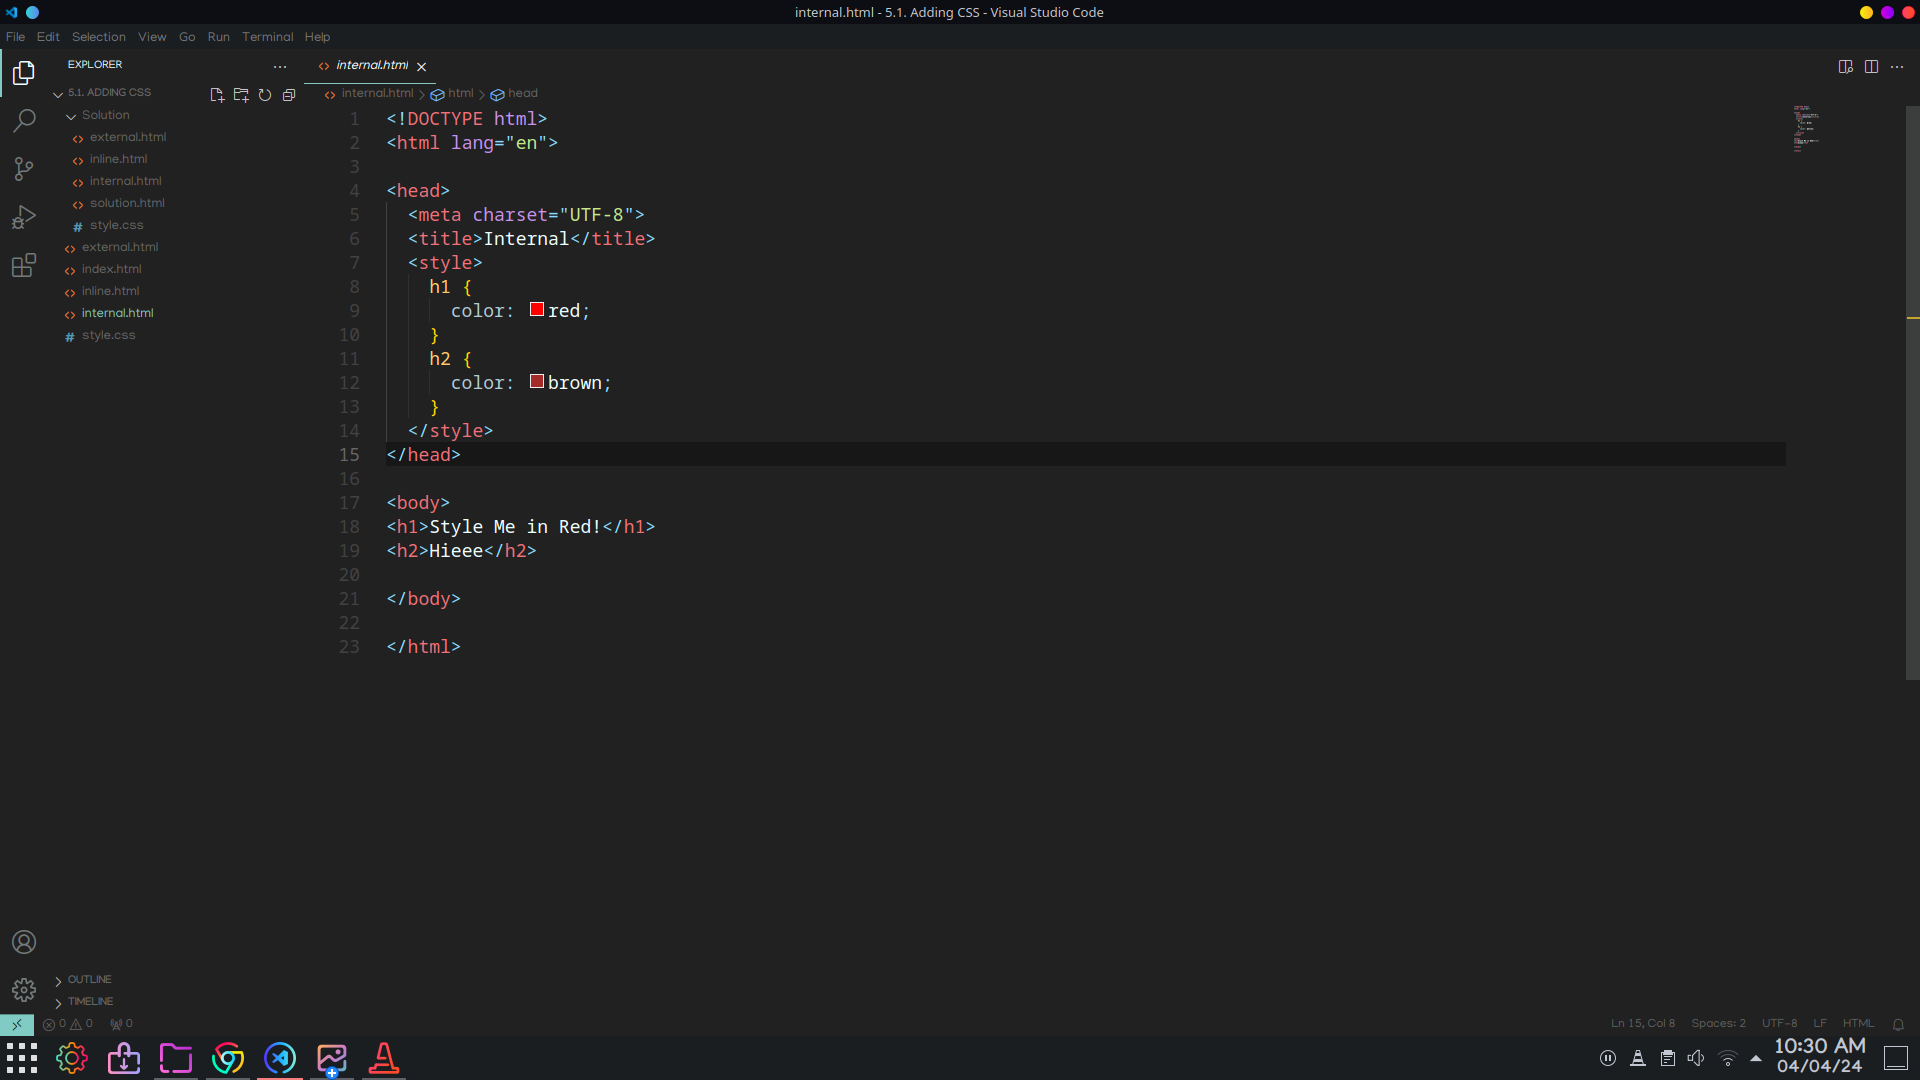 internal.html - 5.1. Adding CSS - Visual Studio Code
File Edit Selection View Go Run Terminal Help
EXPLORER
5.1. ADDING CSS
Solution
external.html
inline.html
internal.html
solution.html
style.css
external.html
index.html
inline.html
internal.html
style.css
OUTLINE
TIMELINE
internal.html
internal.html > html > head
1 <!DOCTYPE html>
2 <html lang="en">
3
4 <head>
5 <meta charset="UTF-8">
6 <title>Internal</title>
7 <style>
8 h1 {
9 color: red;
10 }
11 h2 {
12 color: brown;
13 }
14 </style>
15 </head>
16
17 <body>
18 <h1>Style Me in Red!</h1>
19 <h2>Hieee</h2>
20
21 </body>
22
23 </html>
0 0 0
Ln 15, Col 8 Spaces: 2 UTF-8 LF HTML
10:30 AM
04/04/24